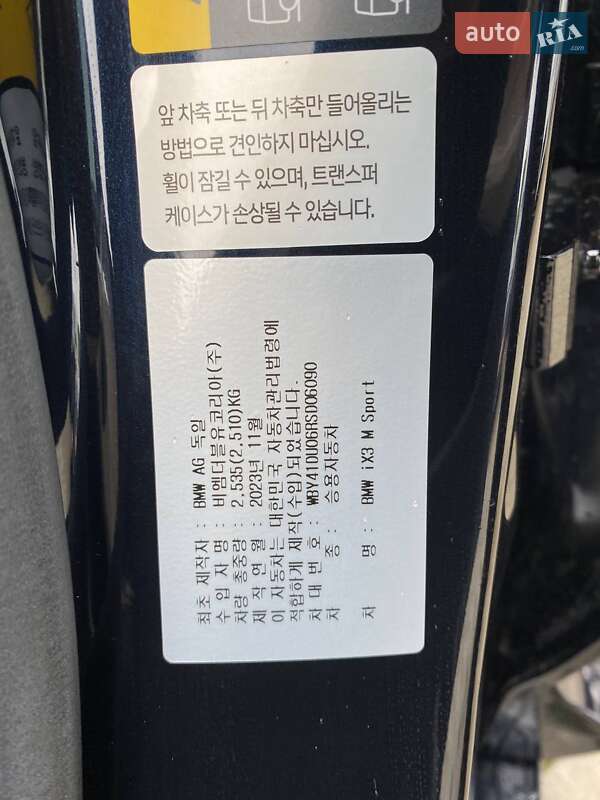 auto RIA.com
앞 차축 또는 뒤 차축만 들어올리는
방법으로 견인하지 마십시오.
휠이 잠길 수 있으며, 트랜스퍼
케이스가 손상될 수 있습니다.
최초 제작자 : BMW AG 독일
수 입 자 명 : 비엠더블유코리아(주)
차량 총중량 : 2,535(2,510)KG
제 작 연 월 : 2023년 11월
이 자동차는 대한민국 자동차관리법령에
적합하게 제작(수입)되었습니다.
차 대 번 호 : WBY41DU06RSD06090
차 종 : 승용자동차
차 명 : BMW iX3 M Sport